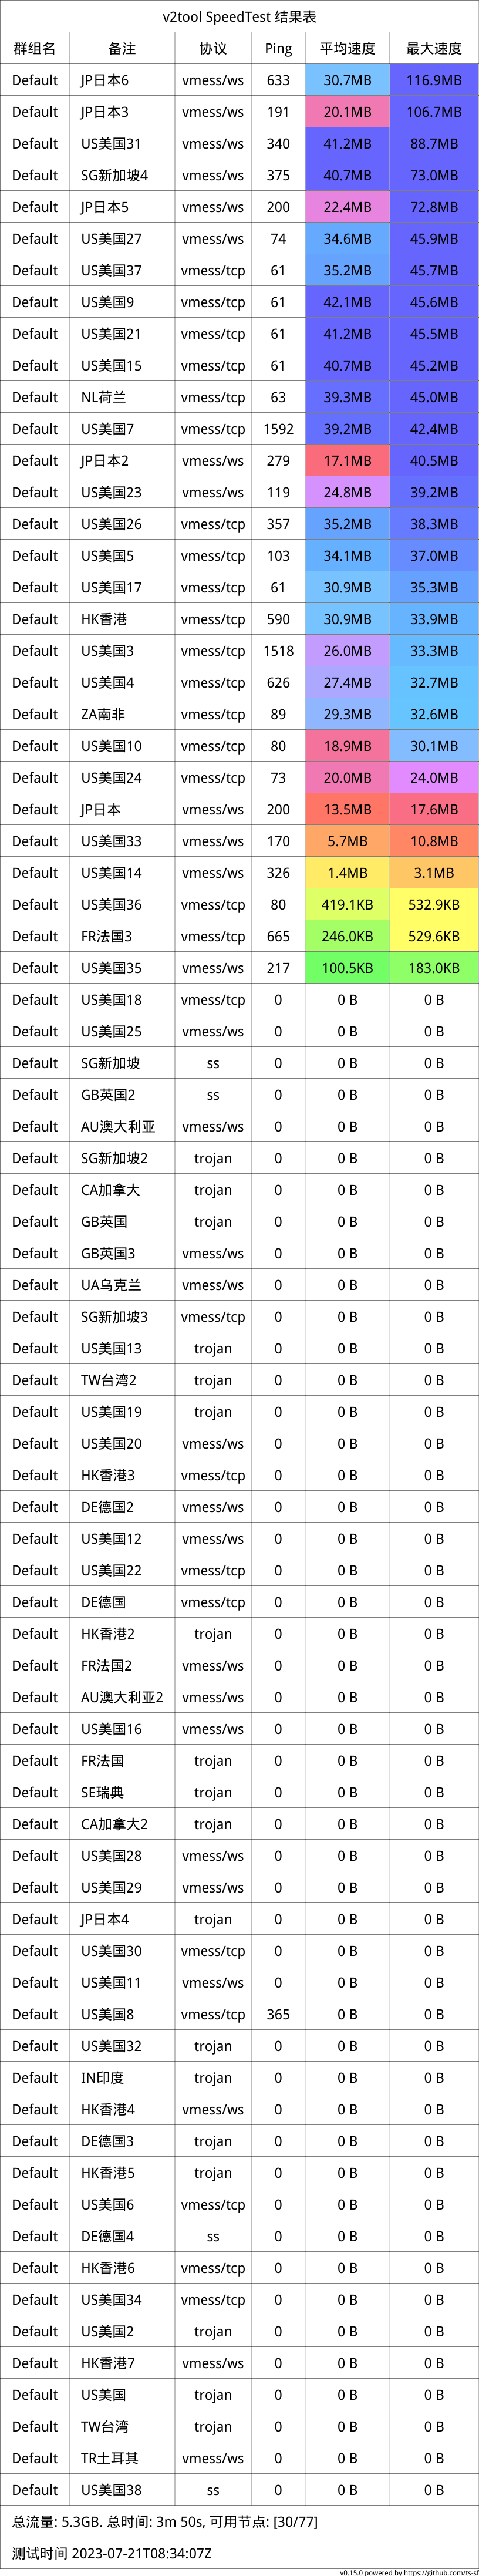 v2tool SpeedTest 结果表
群组名 备注 协议 Ping 平均速度 最大速度
Default JP日本6 vmess/ws 633 30.7MB 116.9MB
Default JP日本3 vmess/ws 191 20.1MB 106.7MB
Default US美国31 vmess/ws 340 41.2MB 88.7MB
Default SG新加坡4 vmess/ws 375 40.7MB 73.0MB
Default JP日本5 vmess/ws 200 22.4MB 72.8MB
Default US美国27 vmess/ws 74 34.6MB 45.9MB
Default US美国37 vmess/tcp 61 35.2MB 45.7MB
Default US美国9 vmess/tcp 61 42.1MB 45.6MB
Default US美国21 vmess/tcp 61 41.2MB 45.5MB
Default US美国15 vmess/tcp 61 40.7MB 45.2MB
Default NL荷兰 vmess/tcp 63 39.3MB 45.0MB
Default US美国7 vmess/tcp 1592 39.2MB 42.4MB
Default JP日本2 vmess/ws 279 17.1MB 40.5MB
Default US美国23 vmess/ws 119 24.8MB 39.2MB
Default US美国26 vmess/tcp 357 35.2MB 38.3MB
Default US美国5 vmess/tcp 103 34.1MB 37.0MB
Default US美国17 vmess/tcp 61 30.9MB 35.3MB
Default HK香港 vmess/tcp 590 30.9MB 33.9MB
Default US美国3 vmess/tcp 1518 26.0MB 33.3MB
Default US美国4 vmess/tcp 626 27.4MB 32.7MB
Default ZA南非 vmess/tcp 89 29.3MB 32.6MB
Default US美国10 vmess/tcp 80 18.9MB 30.1MB
Default US美国24 vmess/tcp 73 20.0MB 24.0MB
Default JP日本 vmess/ws 200 13.5MB 17.6MB
Default US美国33 vmess/ws 170 5.7MB 10.8MB
Default US美国14 vmess/ws 326 1.4MB 3.1MB
Default US美国36 vmess/tcp 80 419.1KB 532.9KB
Default FR法国3 vmess/tcp 665 246.0KB 529.6KB
Default US美国35 vmess/ws 217 100.5KB 183.0KB
Default US美国18 vmess/tcp 0 0 B 0 B
Default US美国25 vmess/ws 0 0 B 0 B
Default SG新加坡 ss 0 0 B 0 B
Default GB英国2 ss 0 0 B 0 B
Default AU澳大利亚 vmess/ws 0 0 B 0 B
Default SG新加坡2 trojan 0 0 B 0 B
Default CA加拿大 trojan 0 0 B 0 B
Default GB英国 trojan 0 0 B 0 B
Default GB英国3 vmess/ws 0 0 B 0 B
Default UA乌克兰 vmess/ws 0 0 B 0 B
Default SG新加坡3 vmess/tcp 0 0 B 0 B
Default US美国13 trojan 0 0 B 0 B
Default TW台湾2 trojan 0 0 B 0 B
Default US美国19 trojan 0 0 B 0 B
Default US美国20 vmess/ws 0 0 B 0 B
Default HK香港3 vmess/tcp 0 0 B 0 B
Default DE德国2 vmess/ws 0 0 B 0 B
Default US美国12 vmess/ws 0 0 B 0 B
Default US美国22 vmess/tcp 0 0 B 0 B
Default DE德国 vmess/tcp 0 0 B 0 B
Default HK香港2 trojan 0 0 B 0 B
Default FR法国2 vmess/ws 0 0 B 0 B
Default AU澳大利亚2 vmess/ws 0 0 B 0 B
Default US美国16 vmess/ws 0 0 B 0 B
Default FR法国 trojan 0 0 B 0 B
Default SE瑞典 trojan 0 0 B 0 B
Default CA加拿大2 trojan 0 0 B 0 B
Default US美国28 vmess/ws 0 0 B 0 B
Default US美国29 vmess/ws 0 0 B 0 B
Default JP日本4 trojan 0 0 B 0 B
Default US美国30 vmess/tcp 0 0 B 0 B
Default US美国11 vmess/ws 0 0 B 0 B
Default US美国8 vmess/tcp 365 0 B 0 B
Default US美国32 trojan 0 0 B 0 B
Default IN印度 trojan 0 0 B 0 B
Default HK香港4 vmess/ws 0 0 B 0 B
Default DE德国3 trojan 0 0 B 0 B
Default HK香港5 trojan 0 0 B 0 B
Default US美国6 vmess/tcp 0 0 B 0 B
Default DE德国4 ss 0 0 B 0 B
Default HK香港6 vmess/tcp 0 0 B 0 B
Default US美国34 vmess/tcp 0 0 B 0 B
Default US美国2 trojan 0 0 B 0 B
Default HK香港7 vmess/ws 0 0 B 0 B
Default US美国 trojan 0 0 B 0 B
Default TW台湾 trojan 0 0 B 0 B
Default TR土耳其 vmess/ws 0 0 B 0 B
Default US美国38 ss 0 0 B 0 B
总流量: 5.3GB. 总时间: 3m 50s, 可用节点: [30/77]
测试时间 2023-07-21T08:34:07Z
v0.15.0 powered by https://github.com/ts-sf